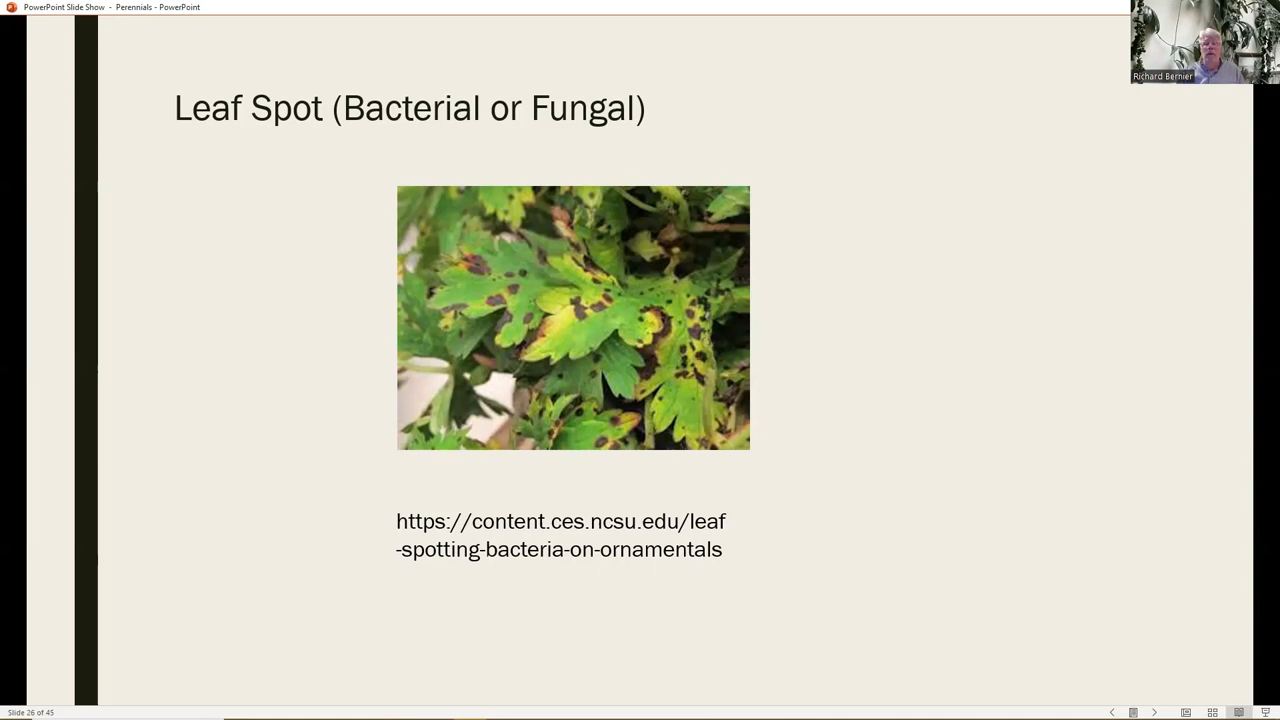 PowerPoint Slide Show - Perennials - PowerPoint
Richard Bernier
Leaf Spot (Bacterial or Fungal)
https://content.ces.ncsu.edu/leaf
-spotting-bacteria-on-ornamentals
Slide 26 of 45